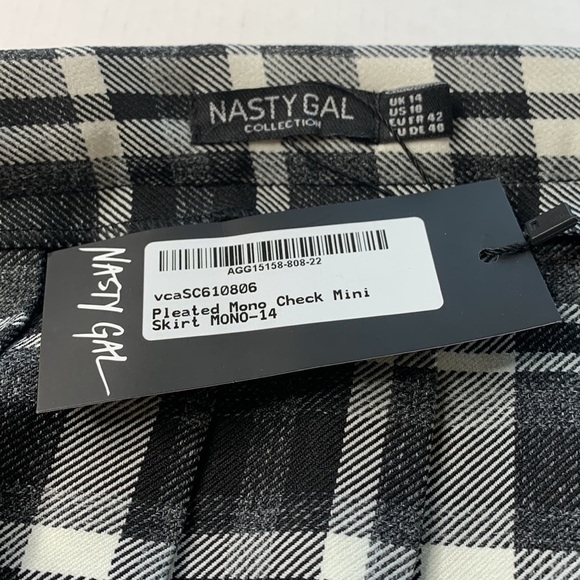 NASTY GAL
COLLECTION
UK 14
US 10
EU FR 42
EU DE 40
NASTY GAL
AGG15158-808-22
vcaSC610806
Pleated Mono Check Mini
Skirt MONO-14